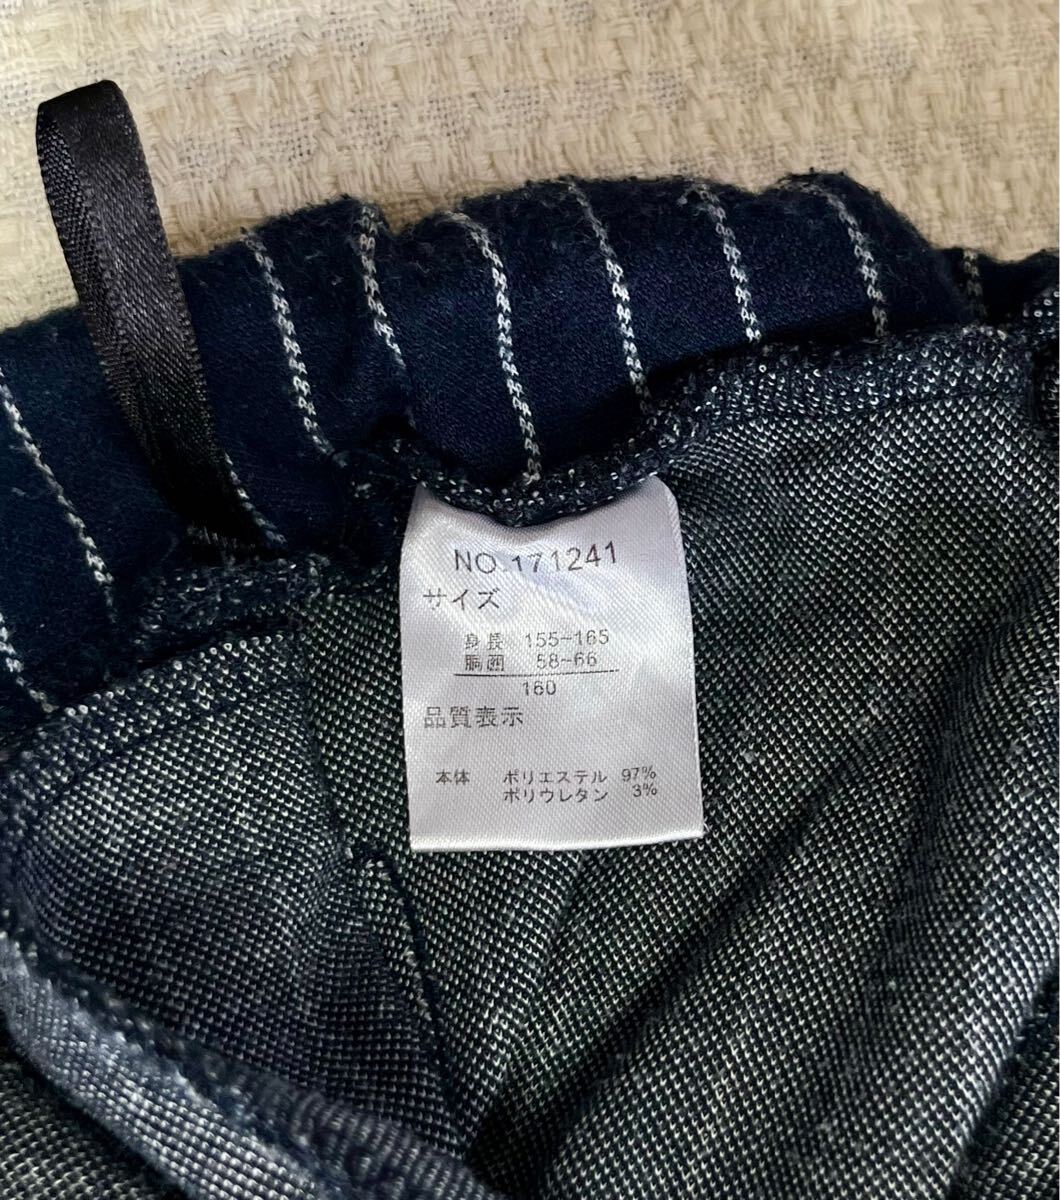 NO.171241
サイズ
身長 155-165
胴囲 58-66
160
品質表示
本体 ポリエステル 97%
ポリウレタン 3%